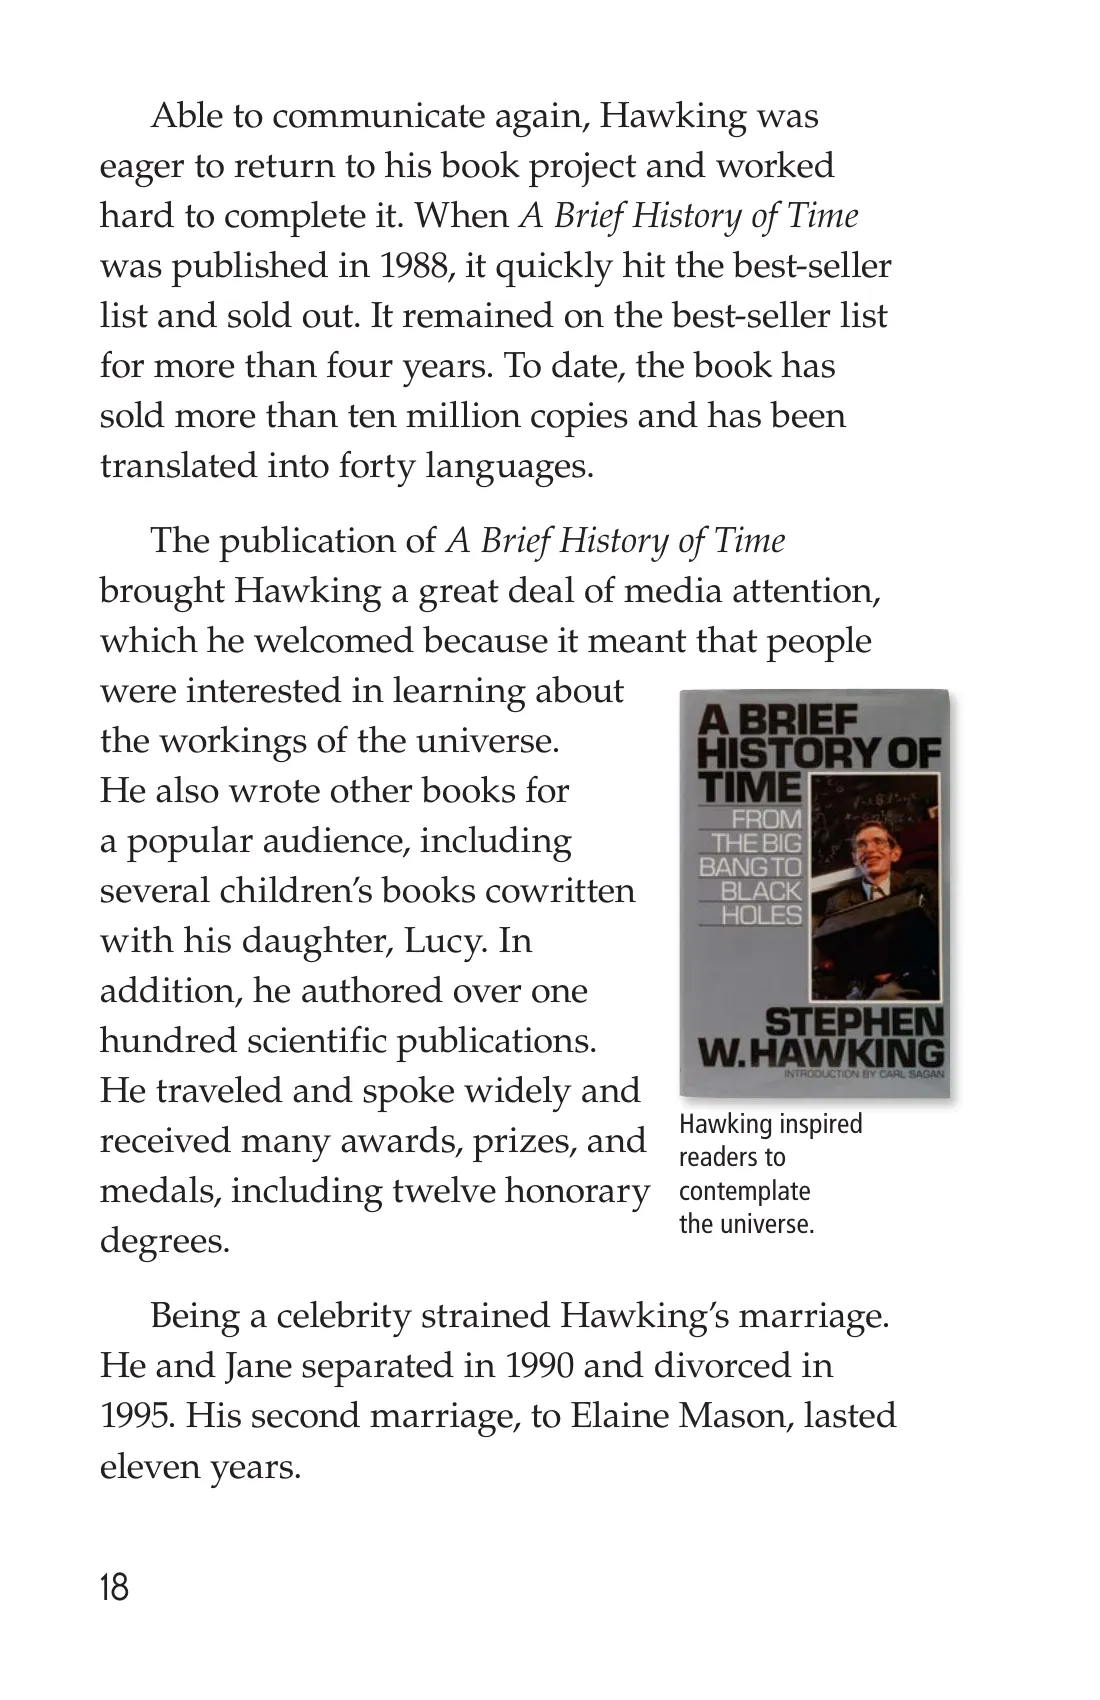 Able to communicate again, Hawking was
eager to return to his book project and worked
hard to complete it. When A Brief History of Time
was published in 1988, it quickly hit the best-seller
list and sold out. It remained on the best-seller list
for more than four years. To date, the book has
sold more than ten million copies and has been
translated into forty languages.
The publication of A Brief History of Time
brought Hawking a great deal of media attention,
which he welcomed because it meant that people
were interested in learning about
the workings of the universe.
He also wrote other books for
a popular audience, including
several children’s books cowritten
with his daughter, Lucy. In
addition, he authored over one
hundred scientific publications.
He traveled and spoke widely and
received many awards, prizes, and
medals, including twelve honorary
degrees.
A BRIEF
HISTORY OF
TIME
FROM
THE BIG
BANG TO
BLACK
HOLES
STEPHEN
W. HAWKING
INTRODUCTION BY CARL SAGAN
Hawking inspired
readers to
contemplate
the universe.
Being a celebrity strained Hawking’s marriage.
He and Jane separated in 1990 and divorced in
1995. His second marriage, to Elaine Mason, lasted
eleven years.
18